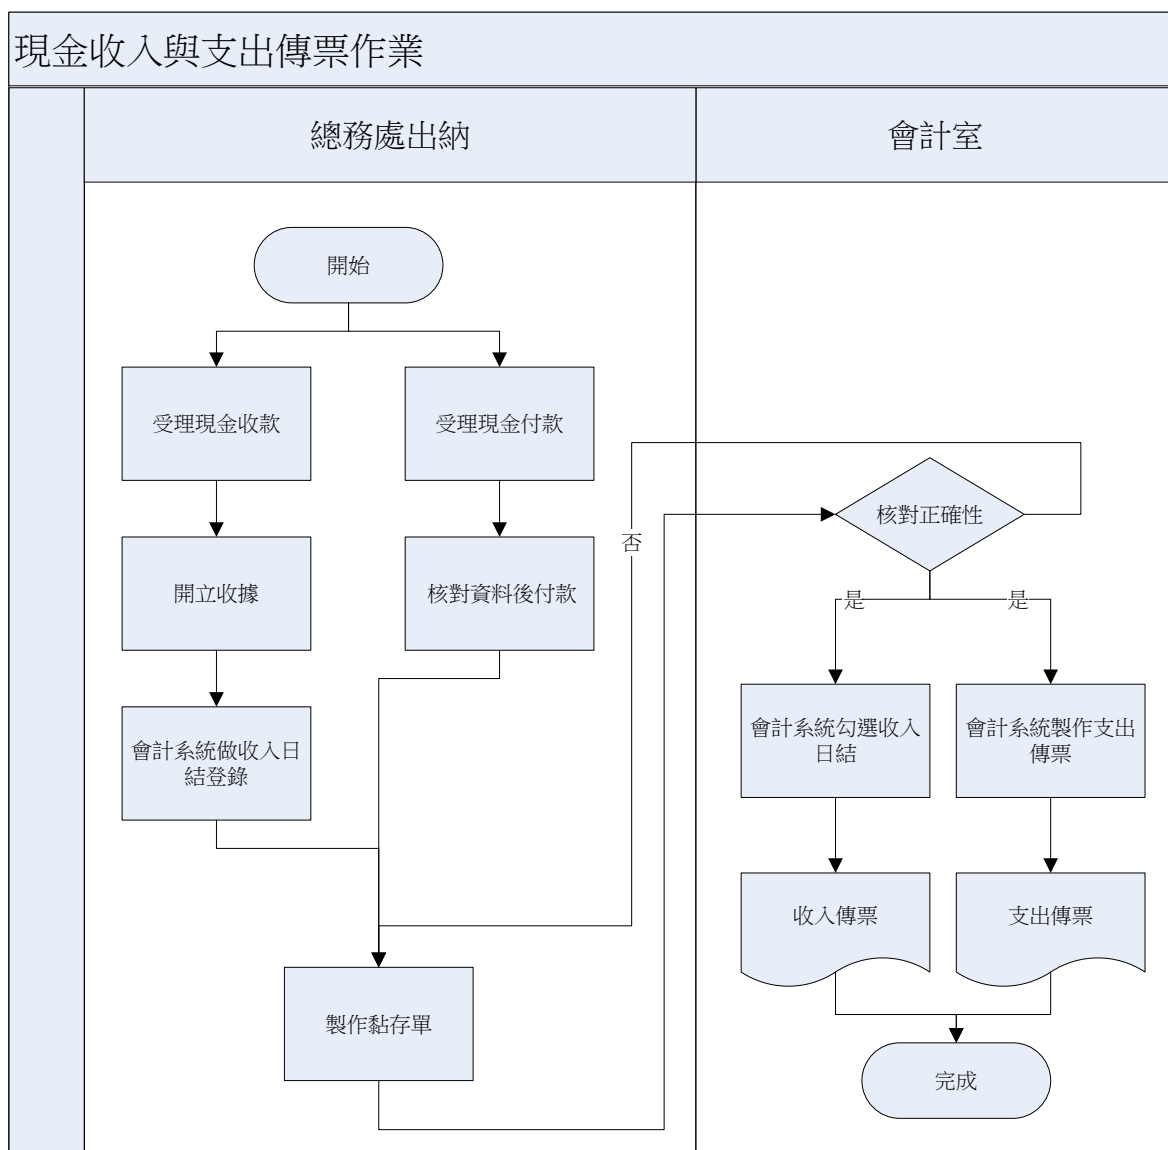 現金收入與支出傳票作業
總務處出納
會計室
開始
受理現金收款
受理現金付款
核對正確性
否
開立收據
核對資料後付款
是
是
會計系統做收入日
結登錄
會計系統勾選收入
日結
會計系統製作支出
傳票
收入傳票
支出傳票
製作黏存單
完成